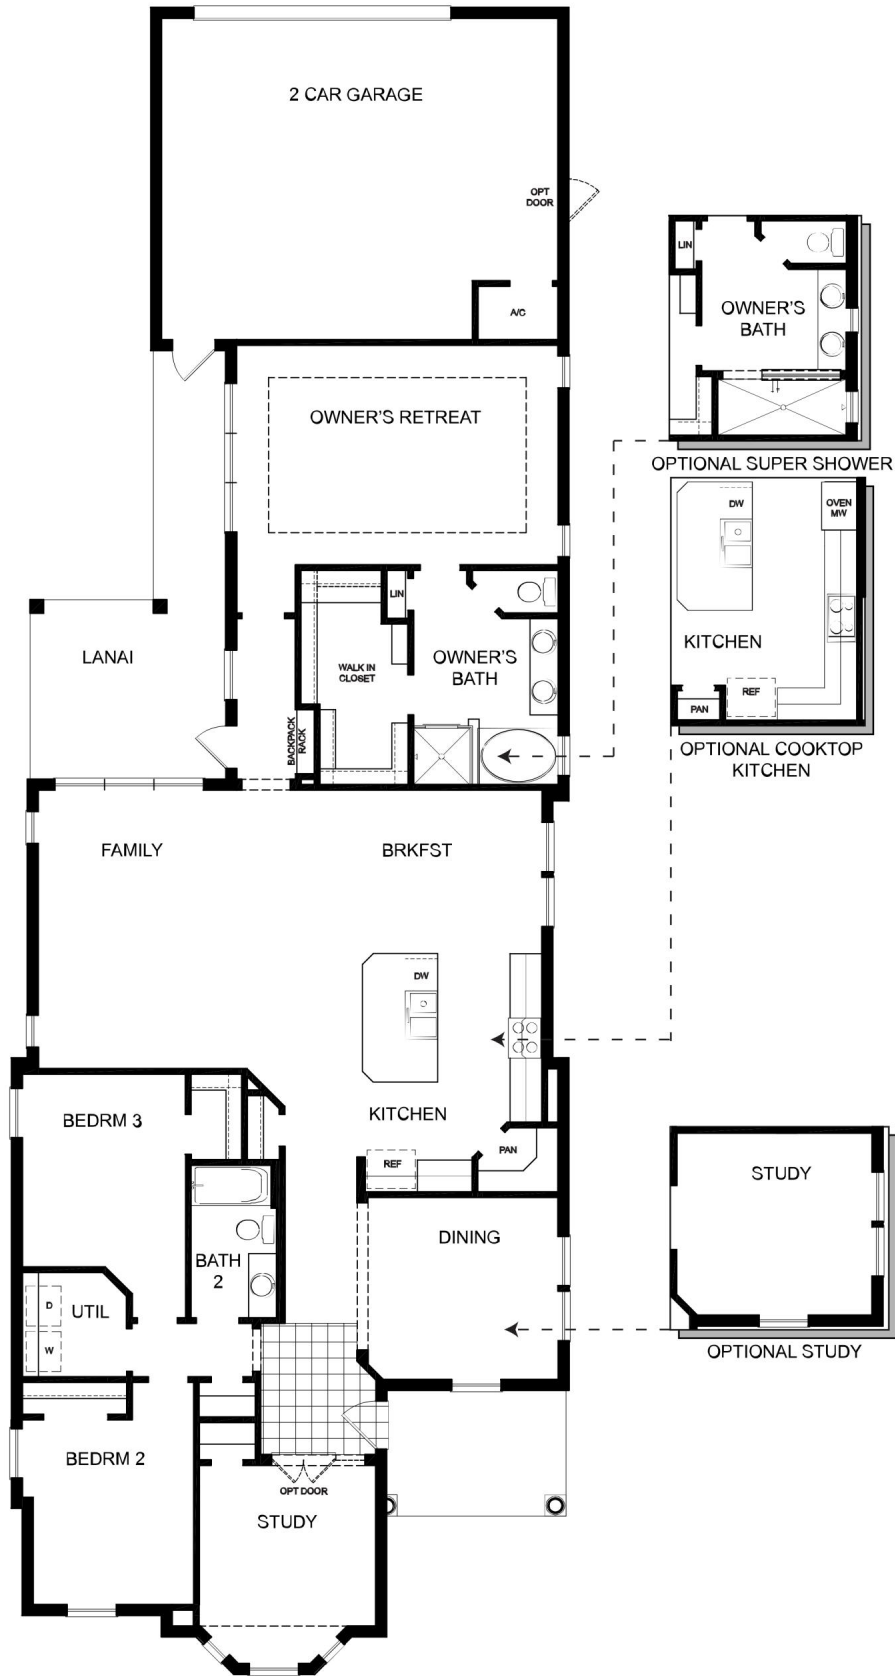 2 CAR GARAGE
OPT
DOOR
A/C
OWNER'S RETREAT
LIN
OWNER'S
BATH
WALK IN
CLOSET
BACKPACK
RACK
LANAI
FAMILY
BRKFST
DW
KITCHEN
REF
PAN
BEDRM 3
BATH
2
DINING
D
UTIL
W
BEDRM 2
OPT DOOR
STUDY
LIN
OWNER'S
BATH
OPTIONAL SUPER SHOWER
DW
OVEN
MW
KITCHEN
REF
PAN
OPTIONAL COOKTOP
KITCHEN
STUDY
OPTIONAL STUDY